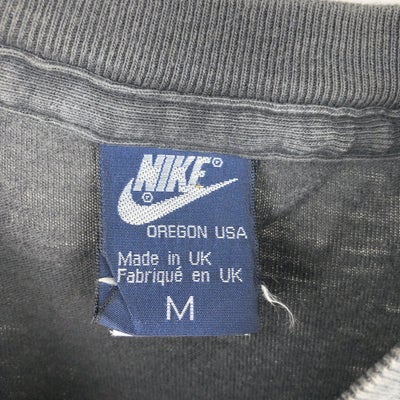 NIKE
OREGON USA
Made in UK
Fabriqué en UK
M